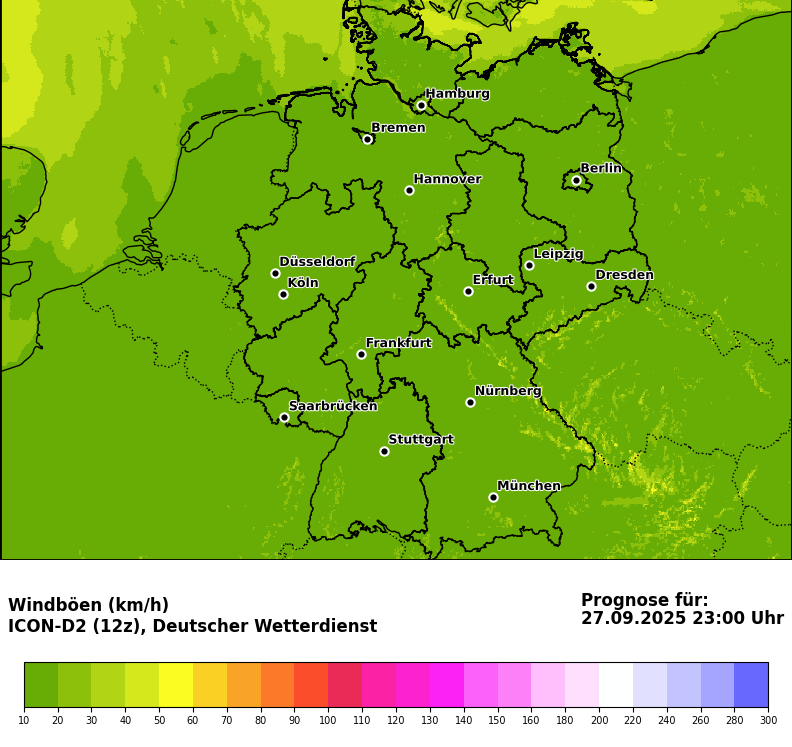 Hamburg
Bremen
Berlin
Hannover
Leipzig
Düsseldorf
Dresden
Köln
Erfurt
Frankfurt
Nürnberg
Saarbrücken
Stuttgart
München
Windböen (km/h)
ICON-D2 (12z), Deutscher Wetterdienst
Prognose für:
27.09.2025 23:00 Uhr
10 20 30 40 50 60 70 80 90 100 110 120 130 140 150 160 180 200 220 240 260 280 300